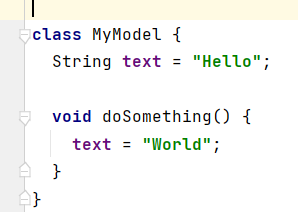 class MyModel {
  String text = "Hello";
  void doSomething() {
    text = "World";
  }
}